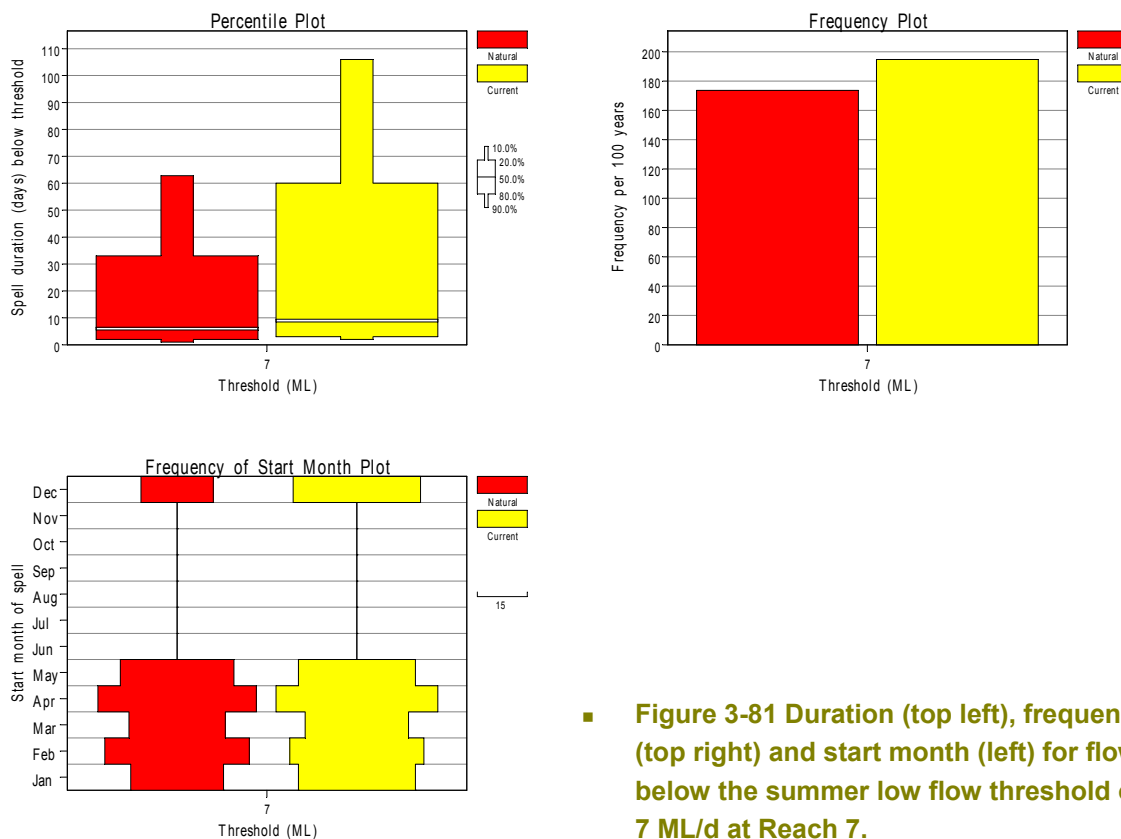 Percentile Plot
Spell duration (days) below threshold
110
100
90
80
70
60
50
40
30
20
10
0
7
Threshold (ML)
Natural
Current
10.0%
20.0%
50.0%
80.0%
90.0%
Frequency Plot
Frequency per 100 years
200
180
160
140
120
100
80
60
40
20
0
7
Threshold (ML)
Natural
Current
Frequency of Start Month Plot
Start month of spell
Dec
Nov
Oct
Sep
Aug
Jul
Jun
May
Apr
Mar
Feb
Jan
7
Threshold (ML)
Natural
Current
15
▪ Figure 3-81 Duration (top left), frequen
(top right) and start month (left) for flow
below the summer low flow threshold
7 ML/d at Reach 7.